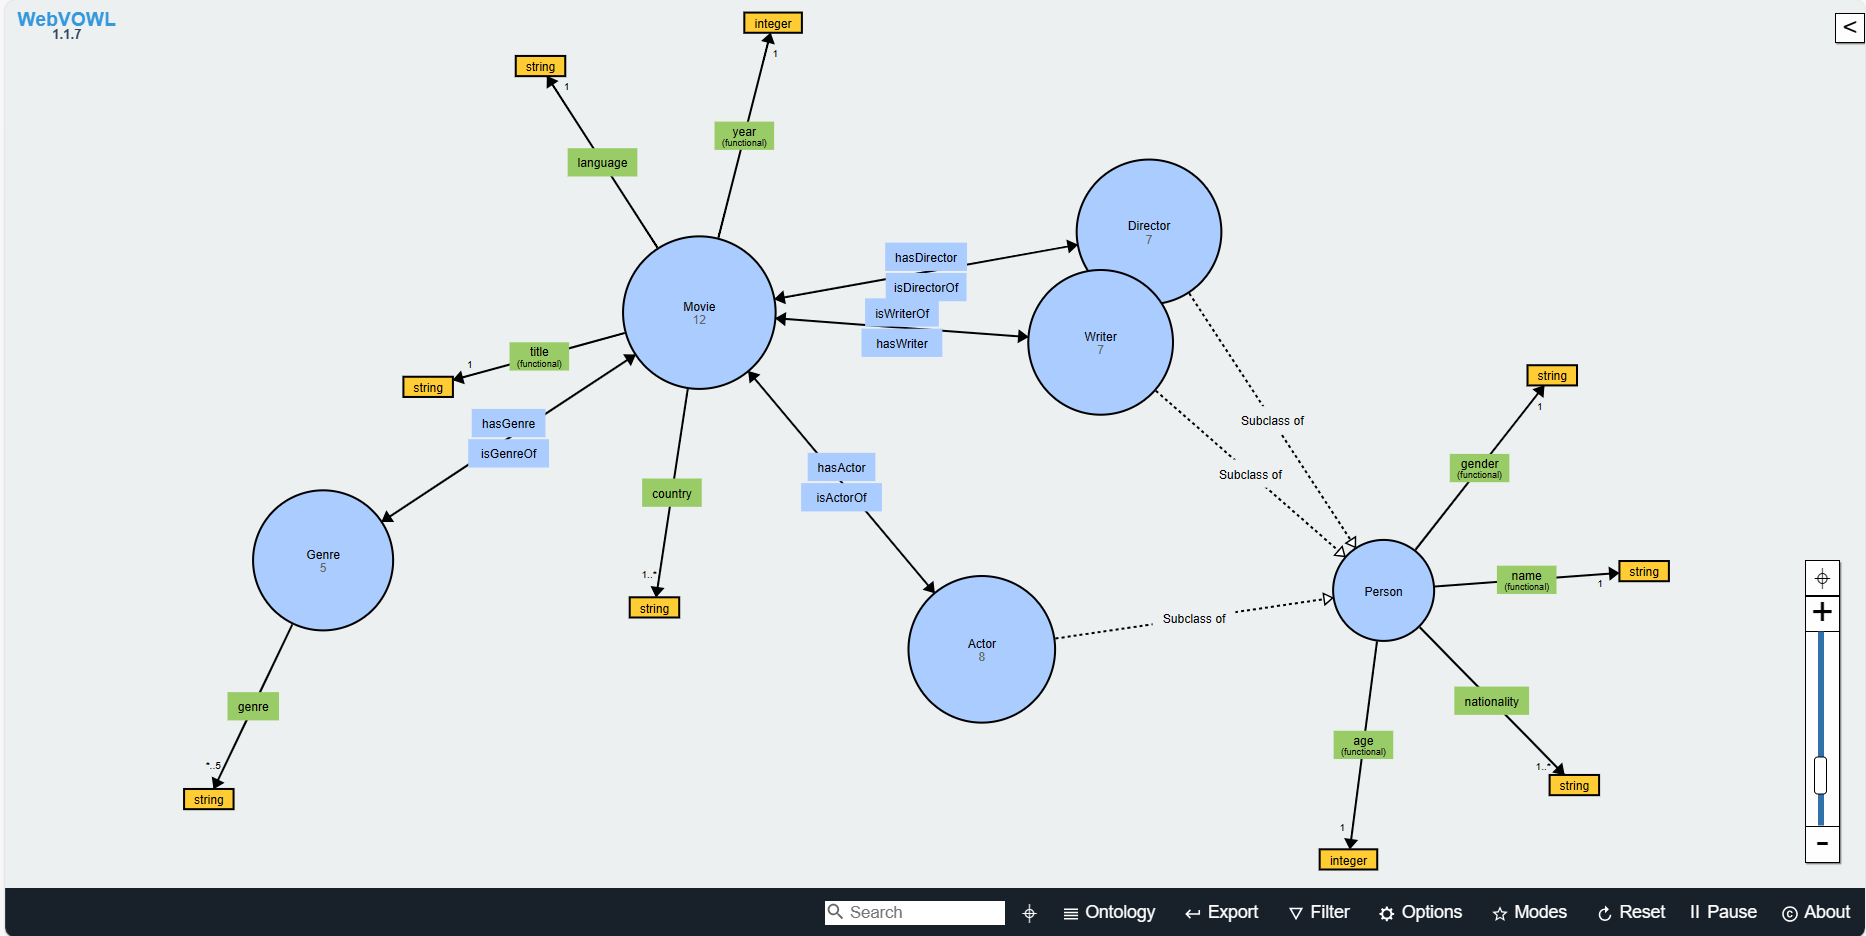 WebVOWL
1.1.7
<
integer
1
string
1
year
(functional)
language
Director
7
hasDirector
isDirectorOf
isWriterOf
hasWriter
Movie
12
Writer
7
title
(functional)
1
string
hasGenre
isGenreOf
Subclass of
Subclass of
string
1
gender
(functional)
hasActor
isActorOf
country
1..*
string
Genre
5
Person
name
(functional)
1
string
Actor
8
Subclass of
genre
*..5
string
nationality
1..*
string
age
(functional)
1
integer
+
-
Search
Ontology
Export
Filter
Options
Modes
Reset
Pause
© About